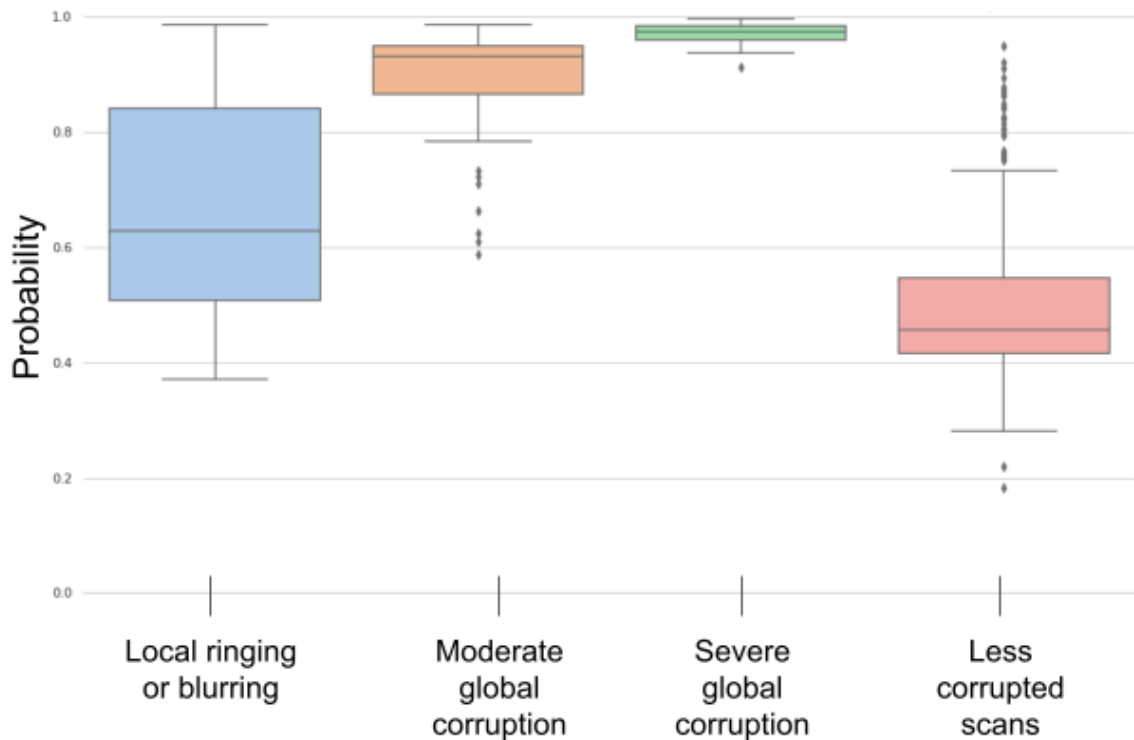 1.0
0.8
0.6
0.4
0.2
0.0
Probability
Local ringing
or blurring
Moderate
global
corruption
Severe
global
corruption
Less
corrupted
scans